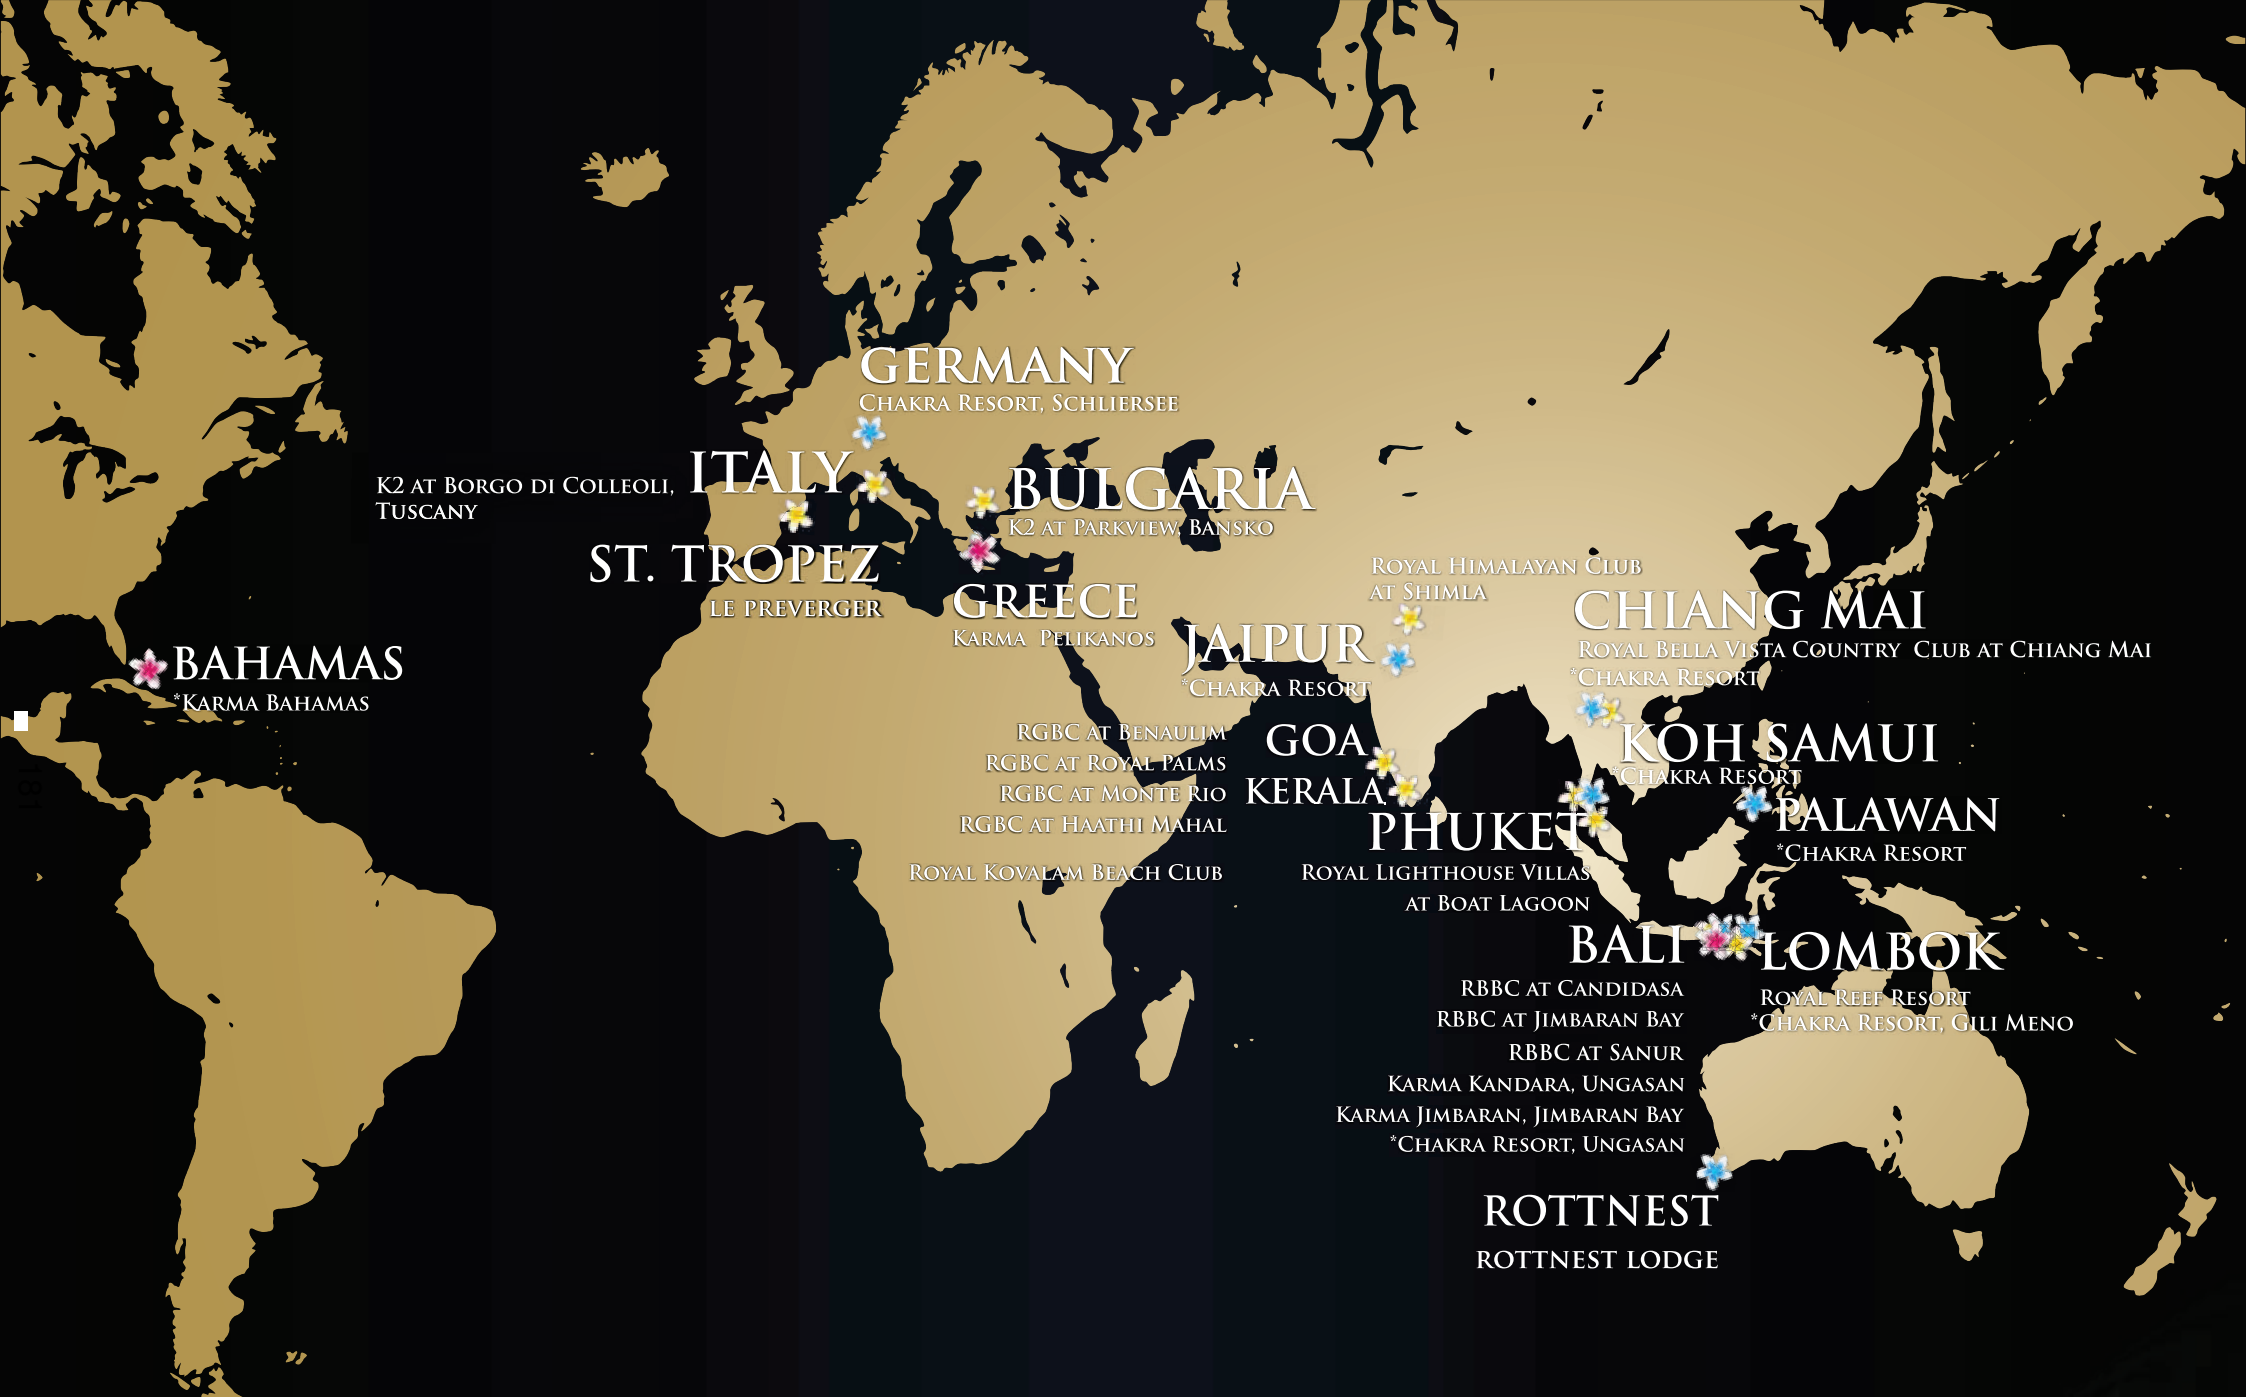 GERMANY
Chakra Resort, Schliersee
ITALY
K2 at Borgo di Colleoli,
Tuscany
BULGARIA
K2 at Parkview, Bansko
ST. TROPEZ
le preverger
GREECE
Karma Pelikanos
BAHAMAS
*Karma Bahamas
Royal Himalayan Club
at Shimla
JAIPUR
*Chakra Resort
CHIANG MAI
Royal Bella Vista Country Club at Chiang Mai
*Chakra Resort
GOA
RGBC at Benaulim
RGBC at Royal Palms
RGBC at Monte Rio
RGBC at Haathi Mahal
KERALA
Royal Kovalam Beach Club
KOH SAMUI
*Chakra Resort
PHUKET
Royal Lighthouse Villas
at Boat Lagoon
PALAWAN
*Chakra Resort
BALI
RBBC at Candidasa
RBBC at Jimbaran Bay
RBBC at Sanur
Karma Kandara, Ungasan
Karma Jimbaran, Jimbaran Bay
*Chakra Resort, Ungasan
LOMBOK
Royal Reef Resort
*Chakra Resort, Gili Meno
ROTTNEST
ROTTNEST LODGE
181